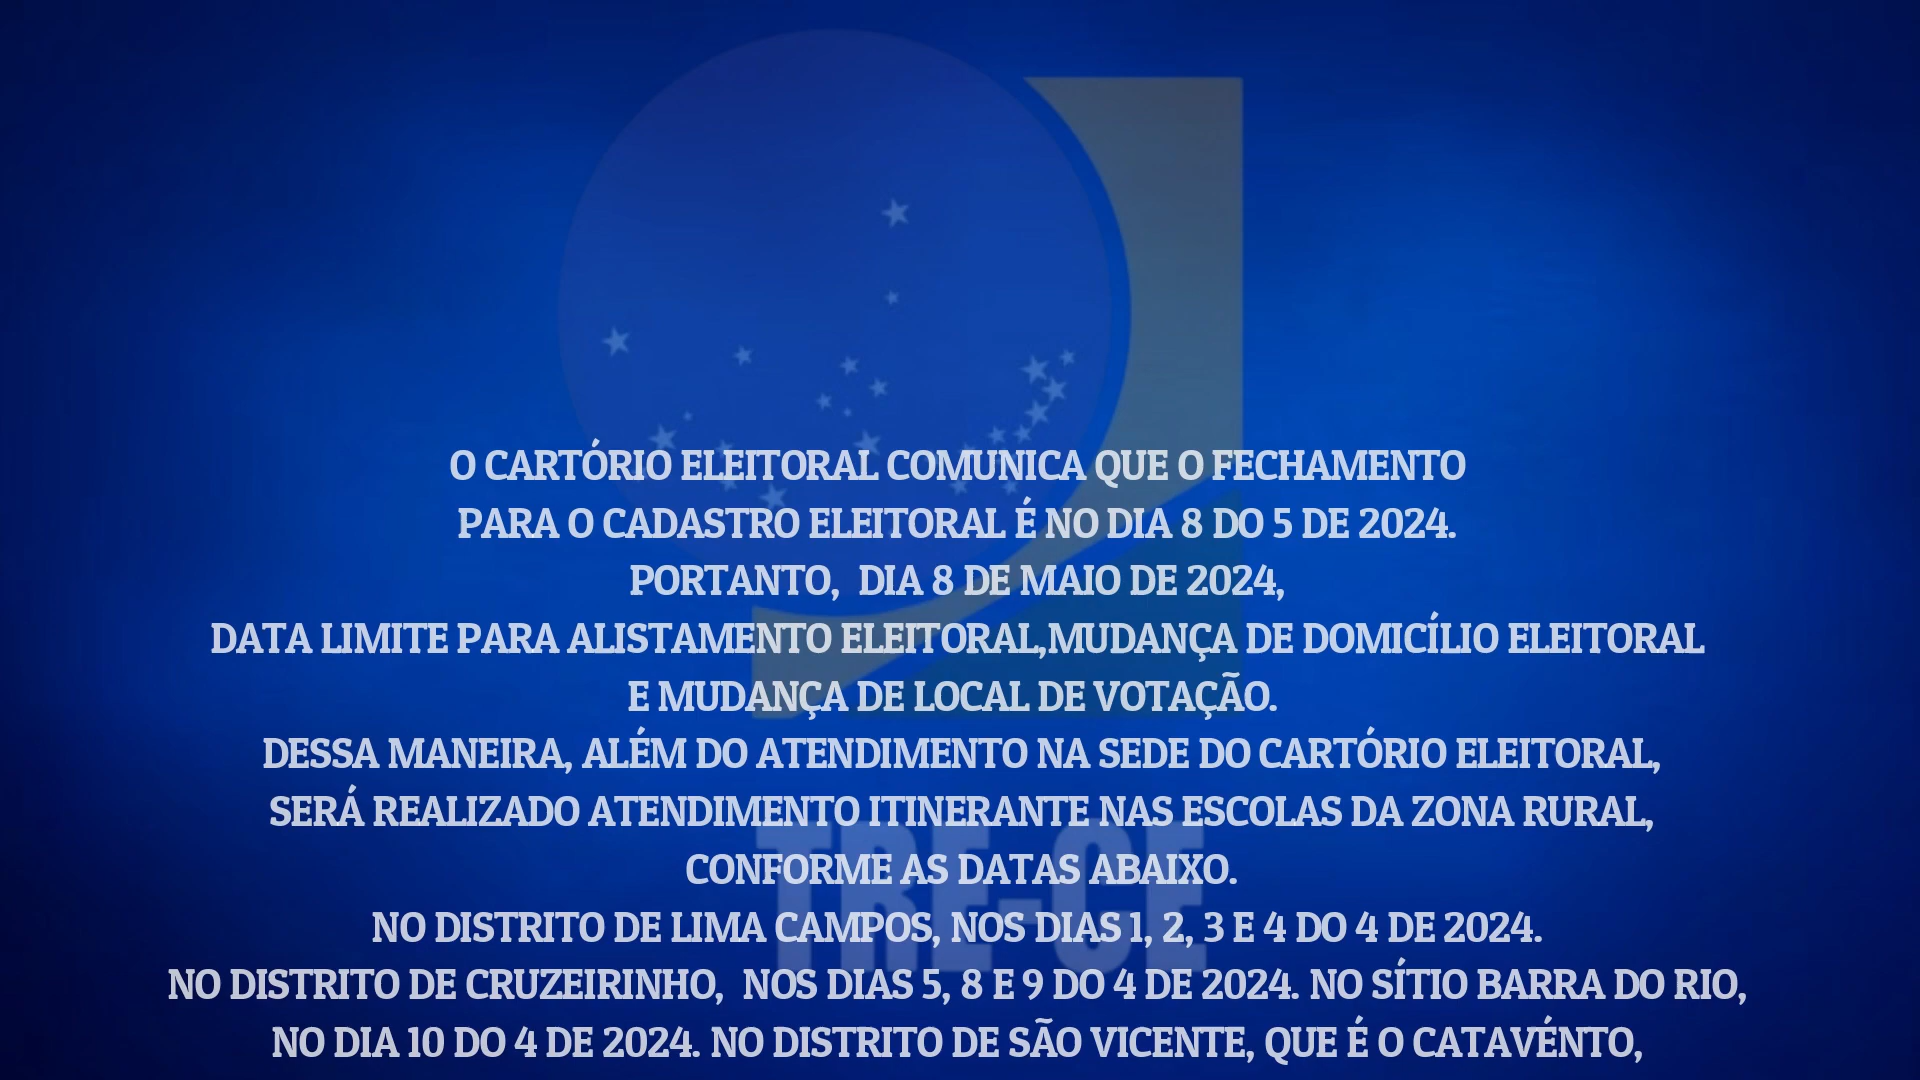 O CARTÓRIO ELEITORAL COMUNICA QUE O FECHAMENTO
PARA O CADASTRO ELEITORAL É NO DIA 8 DO 5 DE 2024.
PORTANTO,  DIA 8 DE MAIO DE 2024,
DATA LIMITE PARA ALISTAMENTO ELEITORAL,MUDANÇA DE DOMICÍLIO ELEITORAL
E MUDANÇA DE LOCAL DE VOTAÇÃO.
DESSA MANEIRA, ALÉM DO ATENDIMENTO NA SEDE DO CARTÓRIO ELEITORAL,
SERÁ REALIZADO ATENDIMENTO ITINERANTE NAS ESCOLAS DA ZONA RURAL,
CONFORME AS DATAS ABAIXO.
TRE-CE
NO DISTRITO DE LIMA CAMPOS, NOS DIAS 1, 2, 3 E 4 DO 4 DE 2024.
NO DISTRITO DE CRUZEIRINHO,  NOS DIAS 5, 8 E 9 DO 4 DE 2024. NO SÍTIO BARRA DO RIO,
NO DIA 10 DO 4 DE 2024. NO DISTRITO DE SÃO VICENTE, QUE É O CATAVÉNTO,